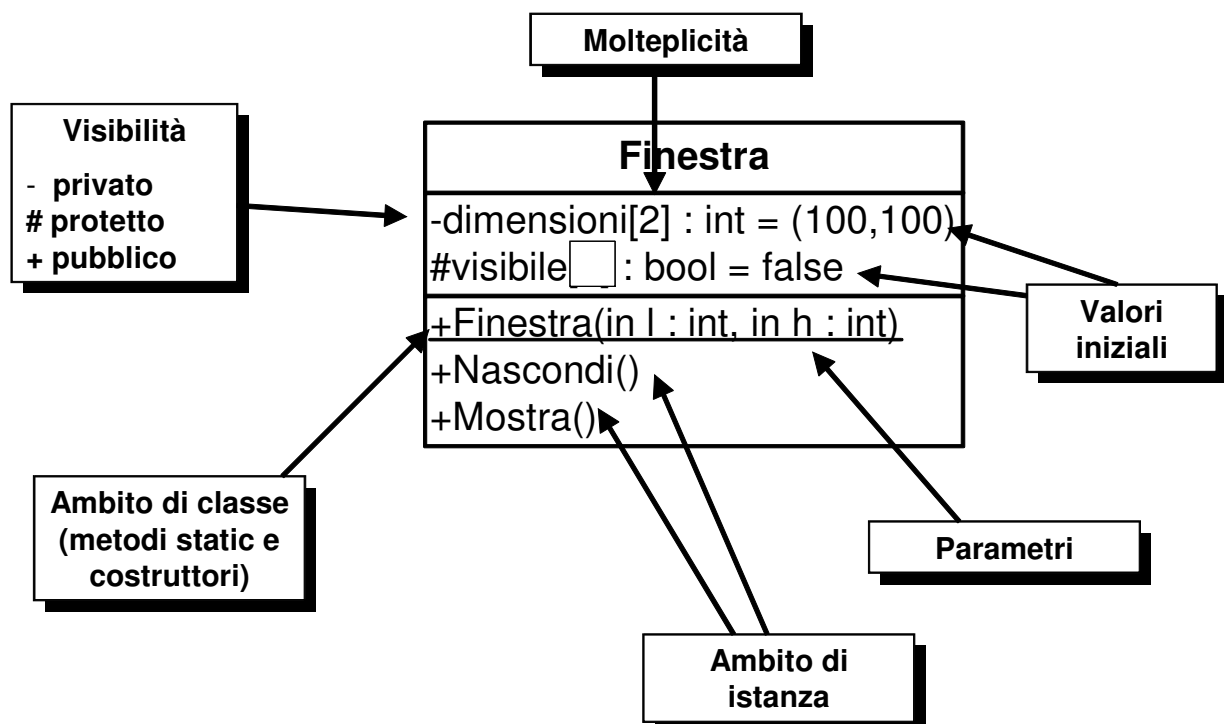 Molteplicità
Visibilità
- privato
# protetto
+ pubblico
Finestra
-dimensioni[2] : int = (100,100)
#visibile : bool = false
+Finestra(in l : int, in h : int)
+Nascondi()
+Mostra()
Valori
iniziali
Ambito di classe
(metodi static e
costruttori)
Parametri
Ambito di
istanza